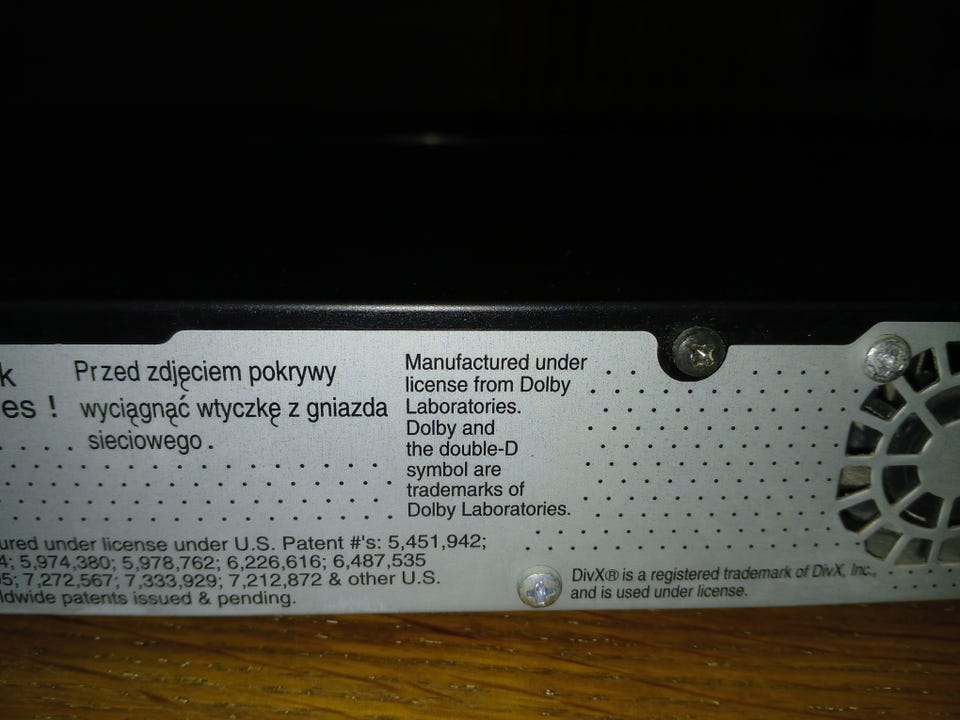 k
es !
Przed zdjęciem pokrywy
wyciągnąć wtyczkę z gniazda
sieciowego .
Manufactured under
license from Dolby
Laboratories.
Dolby and
the double-D
symbol are
trademarks of
Dolby Laboratories.
ured under license under U.S. Patent #'s: 5,451,942;
4; 5,974,380; 5,978,762; 6,226,616; 6,487,535
5; 7,272,567; 7,333,929; 7,212,872 & other U.S.
ldwide patents issued & pending.
DivX® is a registered trademark of DivX, Inc.,
and is used under license.